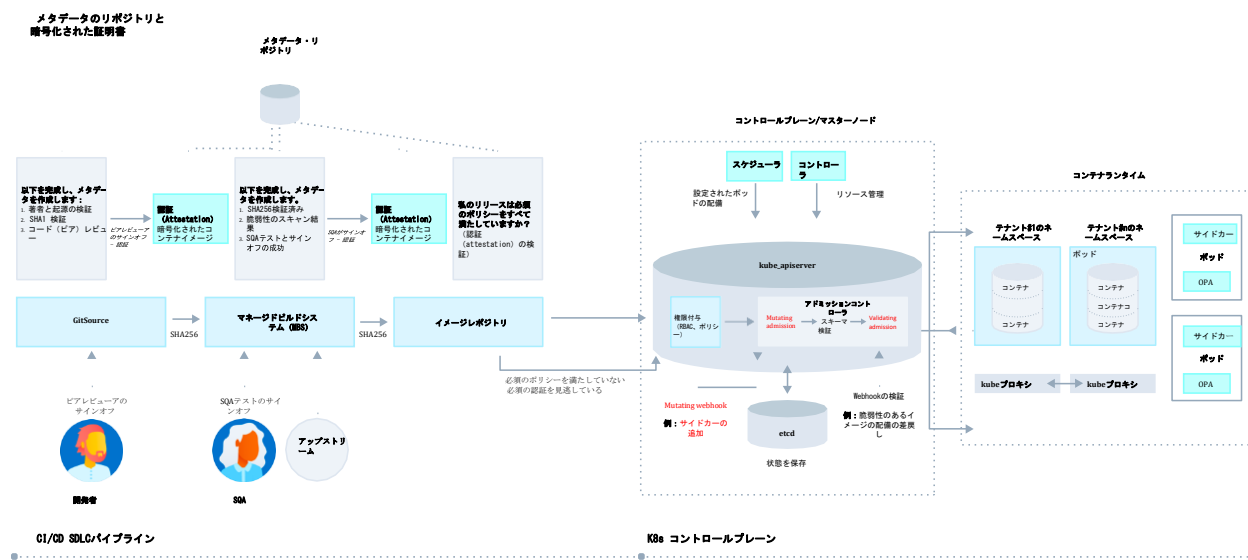 メタデータのリポジトリと
暗号化された証明書
メタデータ・リ
ポジトリ
以下を完成し、メタデー
タを作成します：
1. 著者と起源の検証
2. SHA1 検証
3. コード（ピア）レビュ
ー
ピアレビューア
のサインオフ
– 認証
認証
（Attestation）
暗号化されたコ
ンテナイメージ
以下を完成し、メタデー
タを作成します。
1. SHA256検証済み
2. 脆弱性のスキャン結
果
3. SQAテストとサイン
オフの成功
SQAがサインオ
フ – 認証
認証
（Attestation）
暗号化されたコ
ンテナイメージ
私のリリースは必須
のポリシーをすべて
満たしていますか？
（認証
（attestation）の検
証）
GitSource
SHA256
マネージドビルドシス
テム（MBS）
SHA256
イメージレポジトリ
必須のポリシーを満たしていない
必須の認証を見逃している
ピアレビューアの
サインオフ
SQAテストのサイ
ンオフ
アップストリ
ーム
開発者
SQA
CI/CD SDLCパイプライン
コントロールプレーン/マスターノード
スケジューラ
コントロー
ラ
設定されたポッ
ドの配備
リソース管理
kube_apiserver
権限付与
（RBAC、ポリシ
ー）
アドミッションコント
ローラ
Mutating
admission
スキーマ
検証
Validating
admission
Mutating webhook
例：サイドカーの
追加
etcd
状態を保存
Webhookの検証
例：脆弱性のあるイ
メージの配備の差戻
し
K8s コントロールプレーン
コンテナランタイム
テナント#1のネ
ームスペース
コンテナ
コンテナ
テナント#nのネ
ームスペース
ポッド
コンテナ
コンテナコ
コンテナ
kubeプロキシ
kubeプロキシ
サイドカー
ポッド
OPA
サイドカー
ポッド
OPA